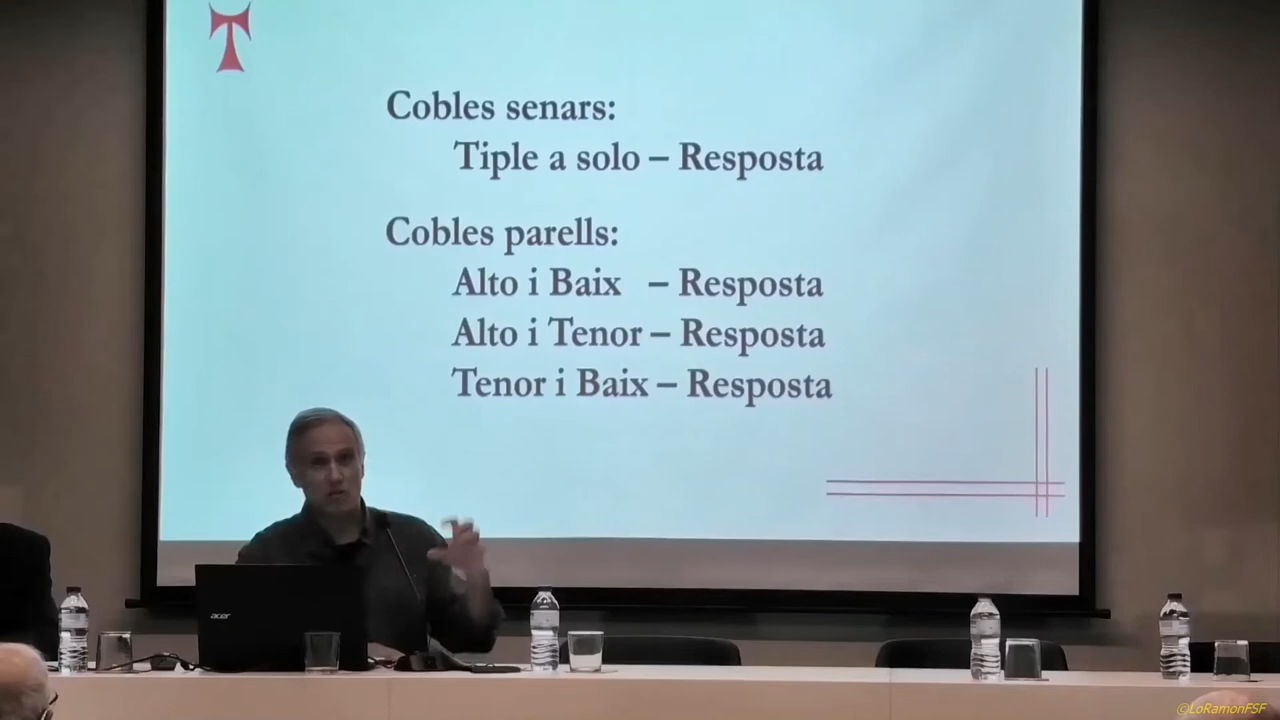 T
Cobles senars:
Tiple a solo – Resposta
Cobles parells:
Alto i Baix – Resposta
Alto i Tenor – Resposta
Tenor i Baix – Resposta
acer
©LoRamonFSF